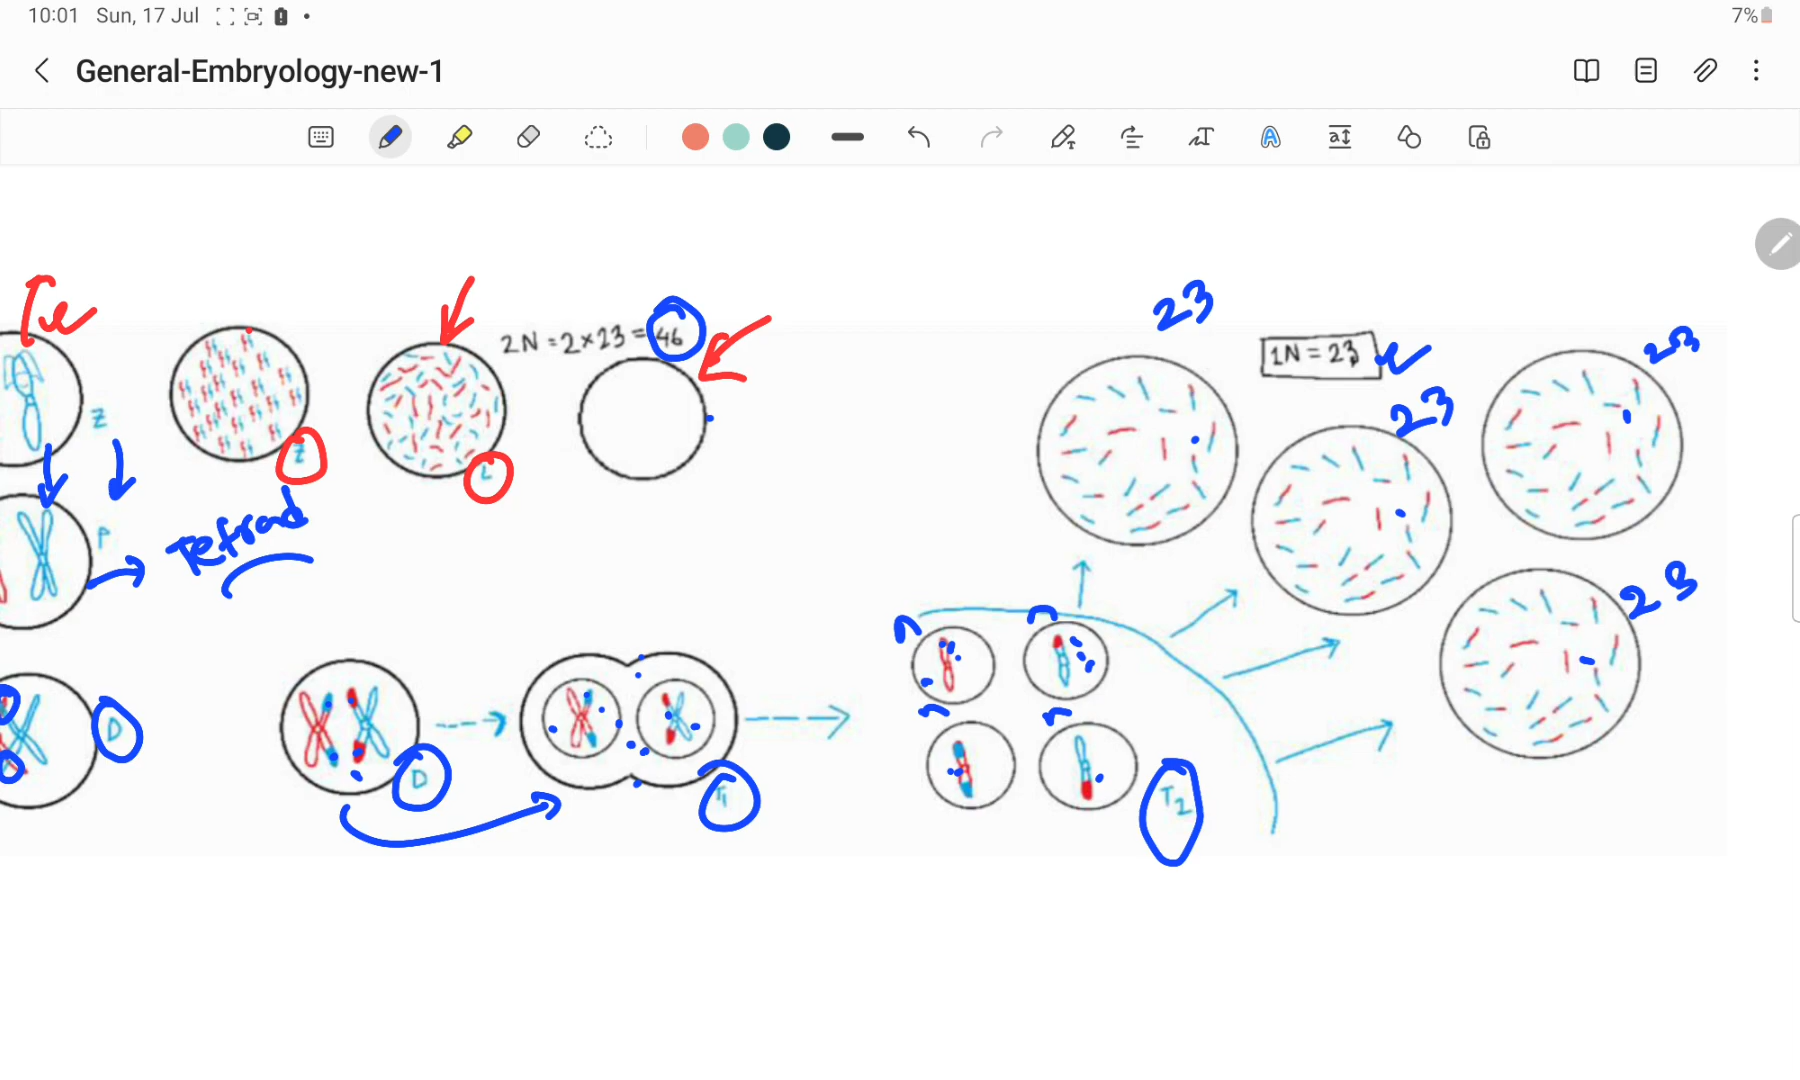 10:01 Sun, 17 Jul
7%
General-Embryology-new-1
23
2N = 2×23 = 46
1N = 23
23
23
Z
Z
L
P
23
n
n
D
n
n
D
T1
T2